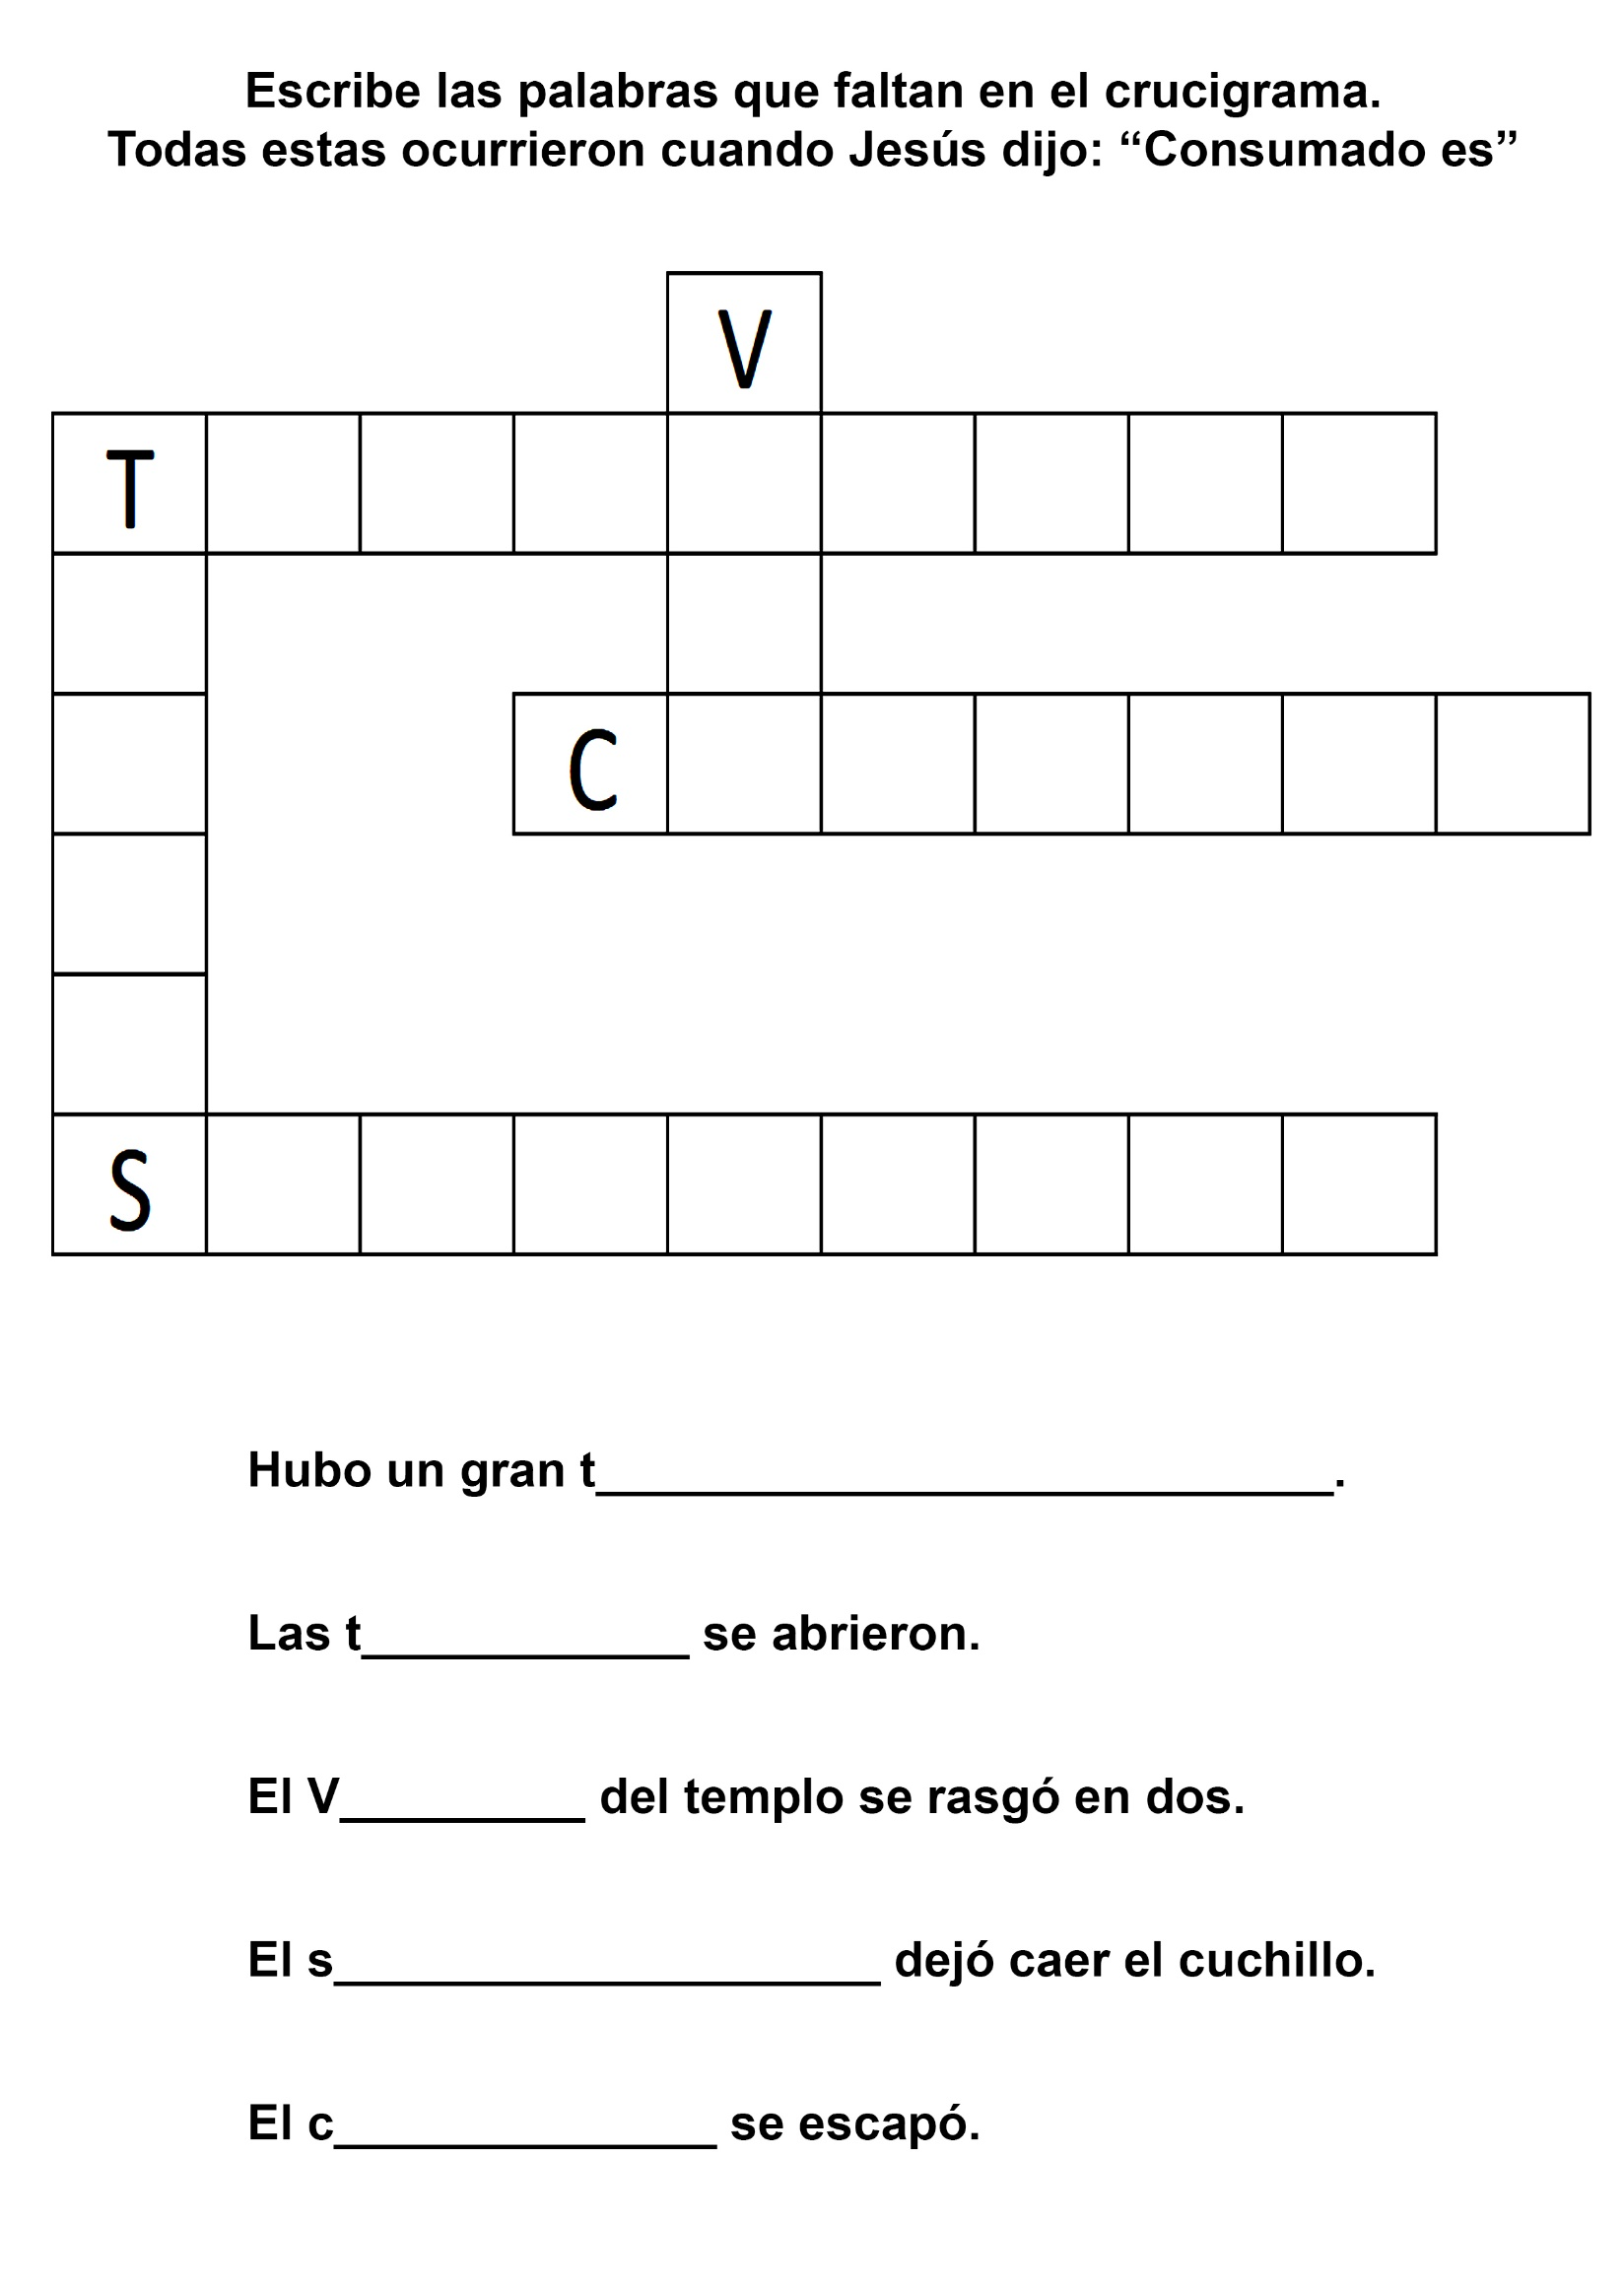 Escribe las palabras que faltan en el crucigrama.
Todas estas ocurrieron cuando Jesús dijo: “Consumado es”
V
T
C
S
Hubo un gran t___________________________.
Las t____________ se abrieron.
El V_________ del templo se rasgó en dos.
El s____________________ dejó caer el cuchillo.
El c______________ se escapó.